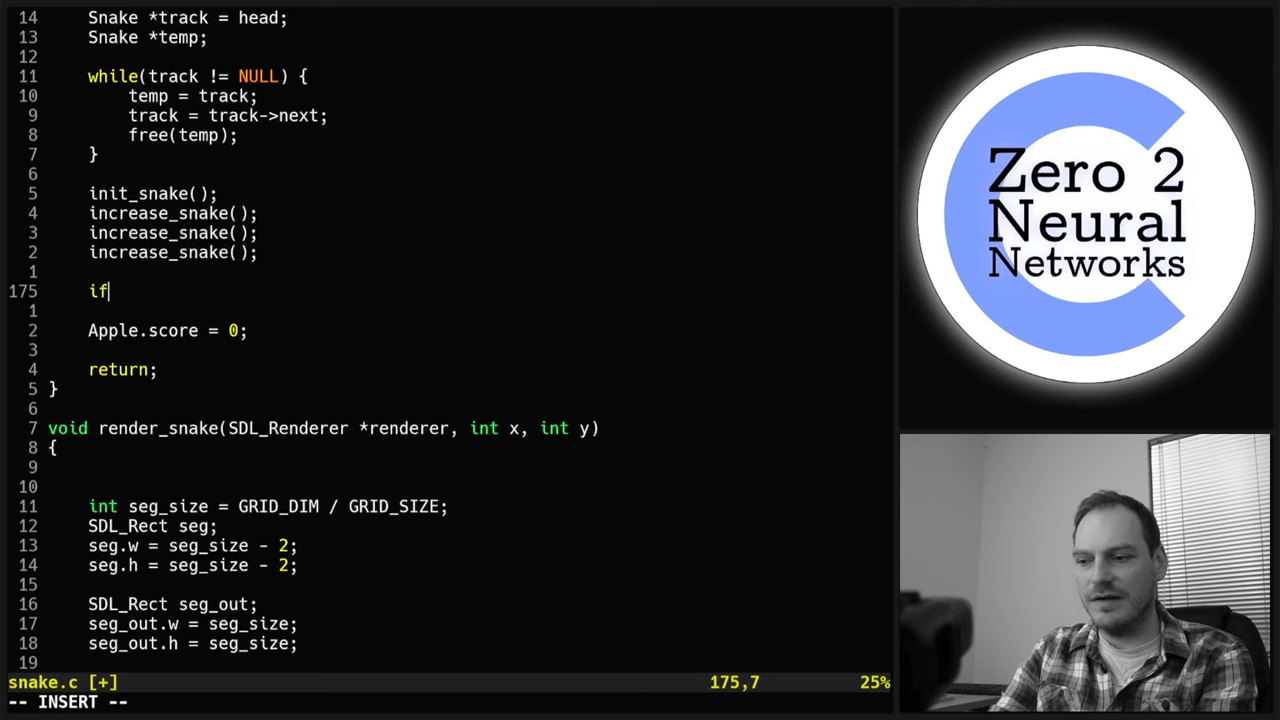 14     Snake *track = head;
13     Snake *temp;
12
11     while(track != NULL) {
10         temp = track;
9         track = track->next;
8         free(temp);
7     }
6
5     init_snake();
4     increase_snake();
3     increase_snake();
2     increase_snake();
1
175     if
1
2     Apple.score = 0;
3
4     return;
5 }
6
7 void render_snake(SDL_Renderer *renderer, int x, int y)
8 {
9
10
11     int seg_size = GRID_DIM / GRID_SIZE;
12     SDL_Rect seg;
13     seg.w = seg_size - 2;
14     seg.h = seg_size - 2;
15
16     SDL_Rect seg_out;
17     seg_out.w = seg_size;
18     seg_out.h = seg_size;
19
snake.c [+] 175,7 25%
-- INSERT --
Zero 2
Neural
Networks